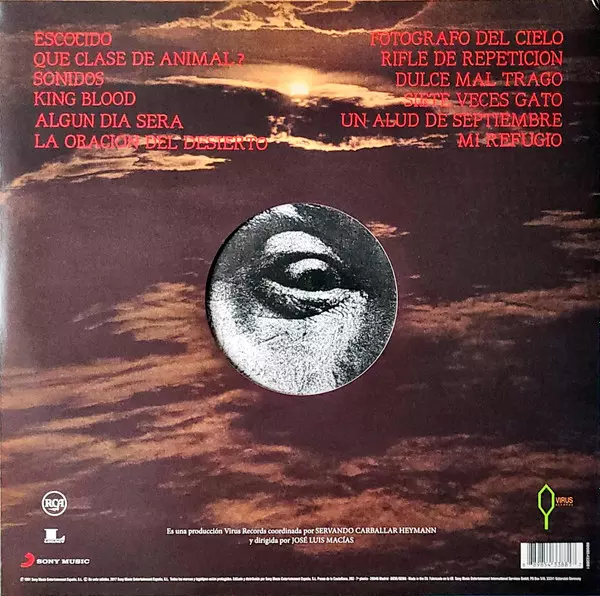 ESCOCIDO
QUE CLASE DE ANIMAL?
SONIDOS
KING BLOOD
ALGUN DIA SERA
LA ORACION DEL DESIERTO
FOTOGRAFO DEL CIELO
RIFLE DE REPETICION
DULCE MAL TRAGO
SIETE VECES GATO
UN ALUD DE SEPTIEMBRE
MI REFUGIO
RCA
L
SONY MUSIC
Es una producción Virus Records coordinada por SERVANDO CARBALLAR HEYMANN
y dirigida por JOSÉ LUIS MACÍAS
VIRUS
RECORDS